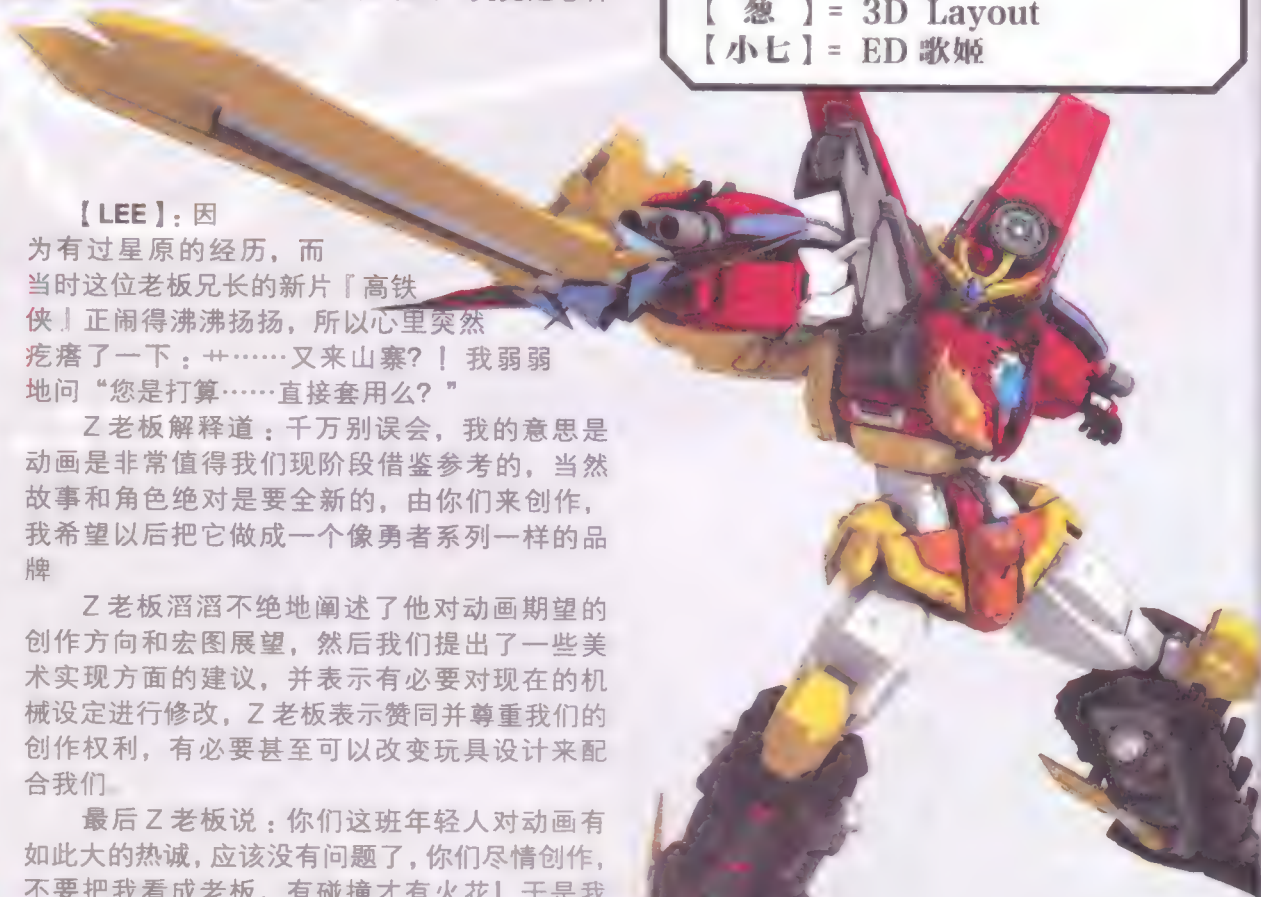 【 葱 】= 3D Layout
【小七】= ED 歌姬
【LEE】：因
为有过星原的经历，而
当时这位老板兄长的新片『高铁
侠』正闹得沸沸扬扬，所以心里突然
疙瘩了一下：艹……又来山寨？！我弱弱
地问“您是打算……直接套用么？”
Z 老板解释道：千万别误会，我的意思是
动画是非常值得我们现阶段借鉴参考的，当然
故事和角色绝对是要全新的，由你们来创作，
我希望以后把它做成一个像勇者系列一样的品
牌
Z 老板滔滔不绝地阐述了他对动画期望的
创作方向和宏图展望，然后我们提出了一些美
术实现方面的建议，并表示有必要对现在的机
械设定进行修改，Z 老板表示赞同并尊重我们的
创作权利，有必要甚至可以改变玩具设计来配
合我们
最后 Z 老板说：你们这班年轻人对动画有
如此大的热诚，应该没有问题了，你们尽情创作，
不要把我看成老板，有碰撞才有火花！于是我